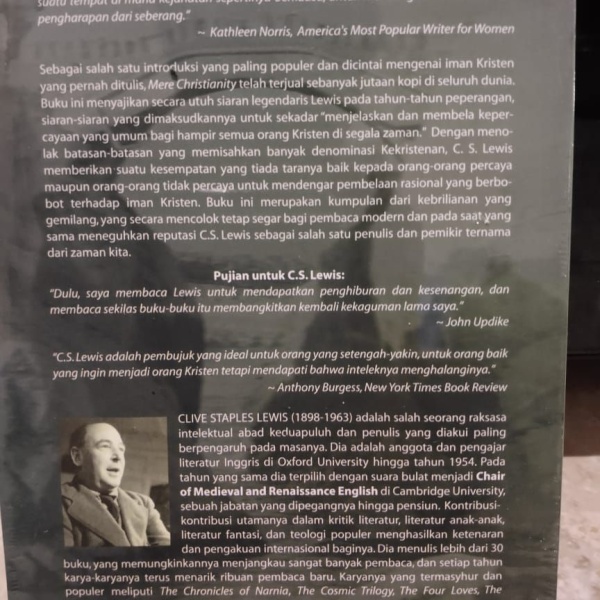 pengharapan dari seberang."
~ Kathleen Norris, America's Most Popular Writer for Women
Sebagai salah satu introduksi yang paling populer dan dicintai mengenai iman Kristen
yang pernah ditulis, Mere Christianity telah terjual sebanyak jutaan kopi di seluruh dunia.
Buku ini menyajikan secara utuh siaran legendaris Lewis pada tahun-tahun peperangan,
siaran-siaran yang dimaksudkannya untuk sekadar "menjelaskan dan membela keper-
cayaan yang umum bagi hampir semua orang Kristen di segala zaman." Dengan meno-
lak batasan-batasan yang memisahkan banyak denominasi Kekristenan, C. S. Lewis
memberikan suatu kesempatan yang tiada taranya baik kepada orang-orang percaya
maupun orang-orang tidak percaya untuk mendengar pembelaan rasional yang berbo-
bot terhadap iman Kristen. Buku ini merupakan kumpulan dari kebrilianan yang
gemilang, yang secara mencolok tetap segar bagi pembaca modern dan pada saat yang
sama meneguhkan reputasi C.S. Lewis sebagai salah satu penulis dan pemikir ternama
dari zaman kita.
Pujian untuk C.S. Lewis:
"Dulu, saya membaca Lewis untuk mendapatkan penghiburan dan kesenangan, dan
membaca sekilas buku-buku itu membangkitkan kembali kekaguman lama saya."
~ John Updike
"C.S. Lewis adalah pembujuk yang ideal untuk orang yang setengah-yakin, untuk orang baik
yang ingin menjadi orang Kristen tetapi mendapati bahwa inteleknya menghalanginya."
~ Anthony Burgess, New York Times Book Review
CLIVE STAPLES LEWIS (1898-1963) adalah salah seorang raksasa
intelektual abad keduapuluh dan penulis yang diakui paling
berpengaruh pada masanya. Dia adalah anggota dan pengajar
literatur Inggris di Oxford University hingga tahun 1954. Pada
tahun yang sama dia terpilih dengan suara bulat menjadi Chair
of Medieval and Renaissance English di Cambridge University,
sebuah jabatan yang dipegangnya hingga pensiun. Kontribusi-
kontribusi utamanya dalam kritik literatur, literatur anak-anak,
literatur fantasi, dan teologi populer menghasilkan ketenaran
dan pengakuan internasional baginya. Dia menulis lebih dari 30
buku, yang memungkinkannya menjangkau sangat banyak pembaca, dan setiap tahun
karya-karyanya terus menarik ribuan pembaca baru. Karyanya yang termasyhur dan
populer meliputi The Chronicles of Narnia, The Cosmic Trilogy, The Four Loves, The